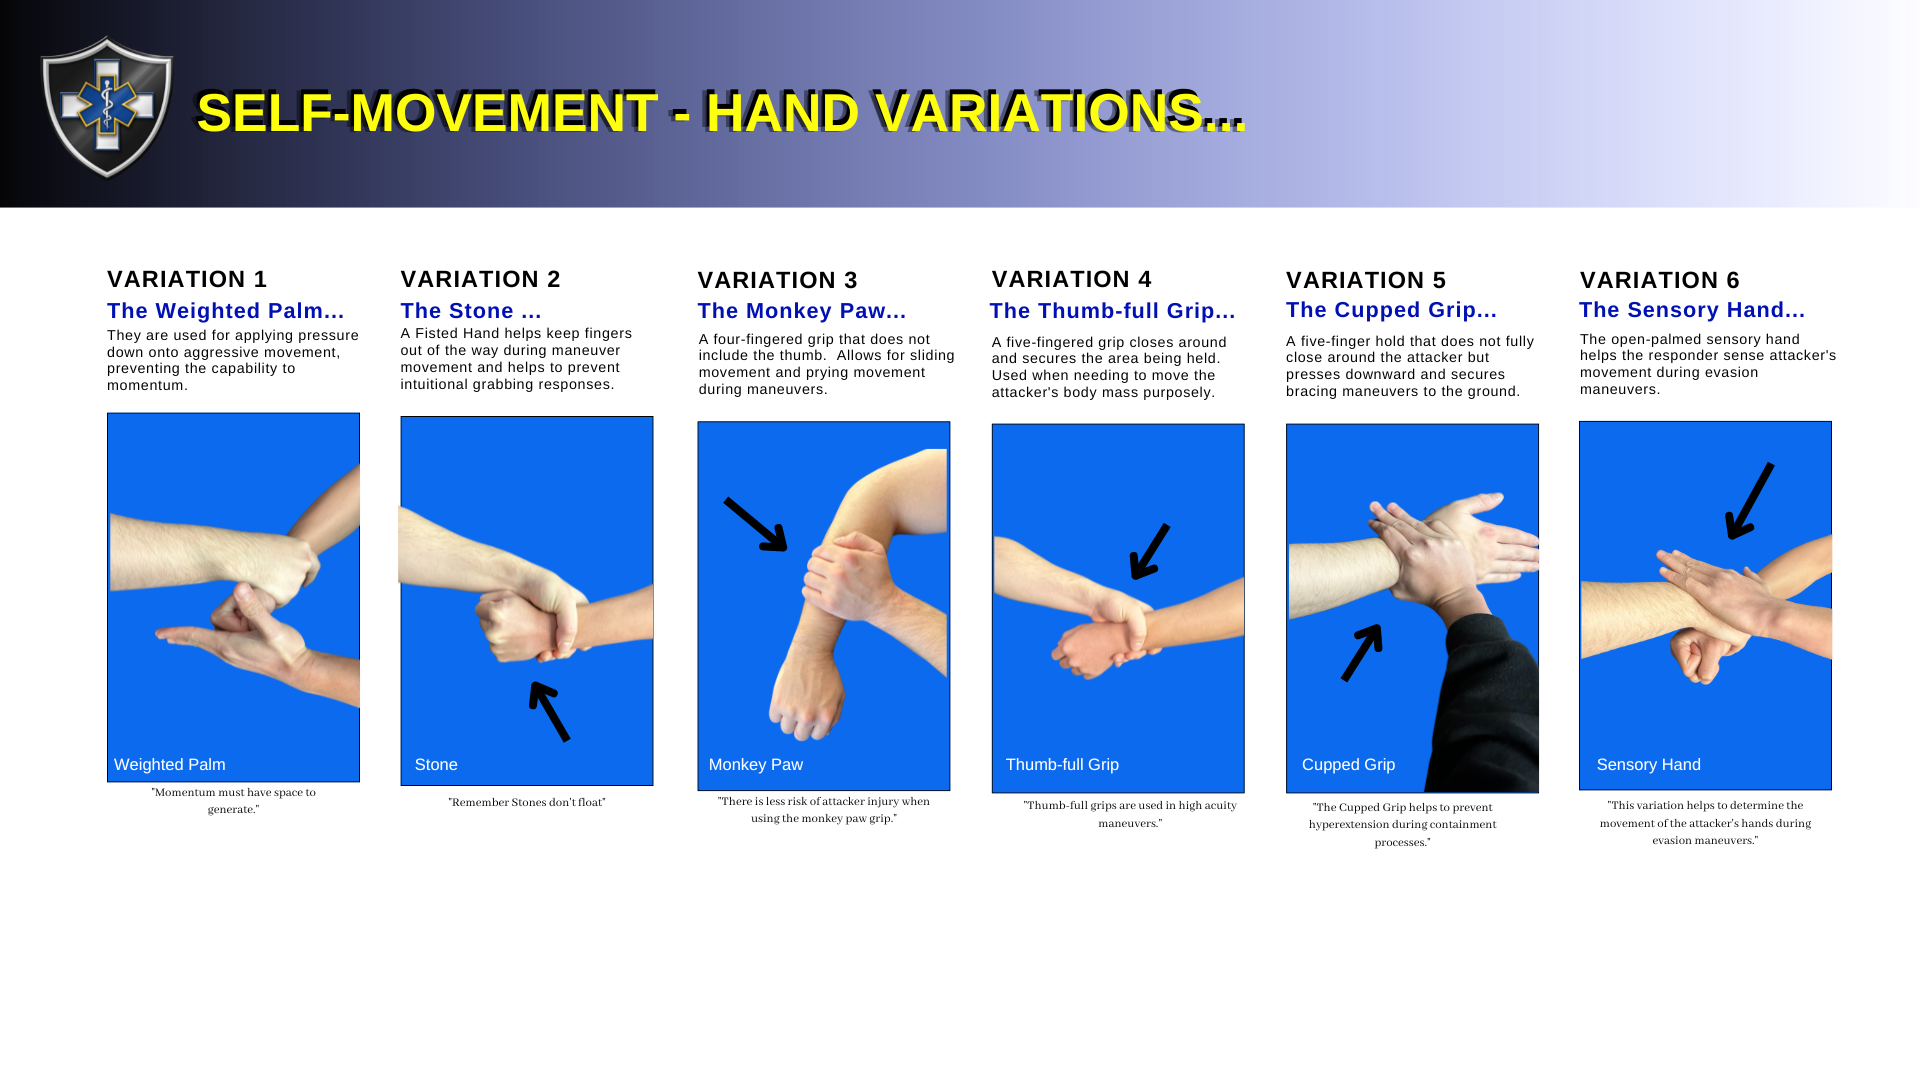 SELF-MOVEMENT - HAND VARIATIONS...
VARIATION 1
The Weighted Palm...
They are used for applying pressure
down onto aggressive movement,
preventing the capability to
momentum.
Weighted Palm
"Momentum must have space to
generate."
VARIATION 2
The Stone ...
A Fisted Hand helps keep fingers
out of the way during maneuver
movement and helps to prevent
intuitional grabbing responses.
Stone
"Remember Stones don't float"
VARIATION 3
The Monkey Paw...
A four-fingered grip that does not
include the thumb.  Allows for sliding
movement and prying movement
during maneuvers.
Monkey Paw
"There is less risk of attacker injury when
using the monkey paw grip."
VARIATION 4
The Thumb-full Grip...
A five-fingered grip closes around
and secures the area being held.
Used when needing to move the
attacker's body mass purposely.
Thumb-full Grip
"Thumb-full grips are used in high acuity
maneuvers."
VARIATION 5
The Cupped Grip...
A five-finger hold that does not fully
close around the attacker but
presses downward and secures
bracing maneuvers to the ground.
Cupped Grip
"The Cupped Grip helps to prevent
hyperextension during containment
processes."
VARIATION 6
The Sensory Hand...
The open-palmed sensory hand
helps the responder sense attacker's
movement during evasion
maneuvers.
Sensory Hand
"This variation helps to determine the
movement of the attacker's hands during
evasion maneuvers."